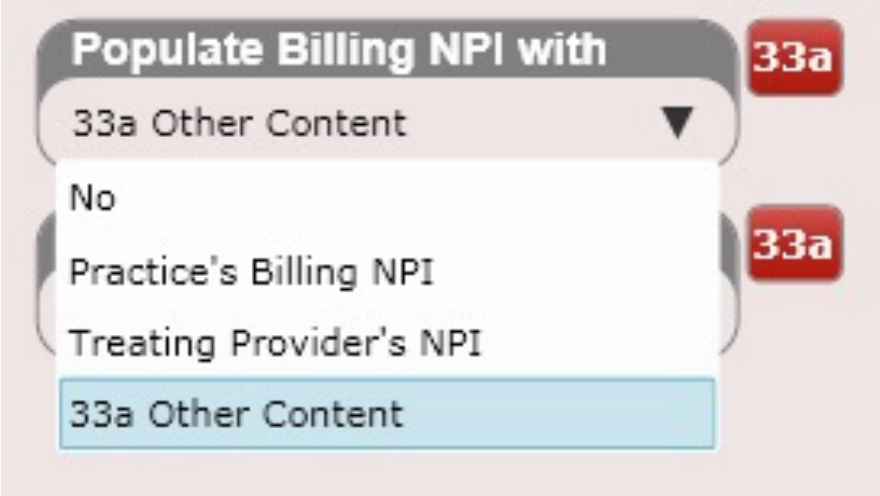 Populate Billing NPI with
33a
33a Other Content
No
Practice's Billing NPI
33a
Treating Provider's NPI
33a Other Content